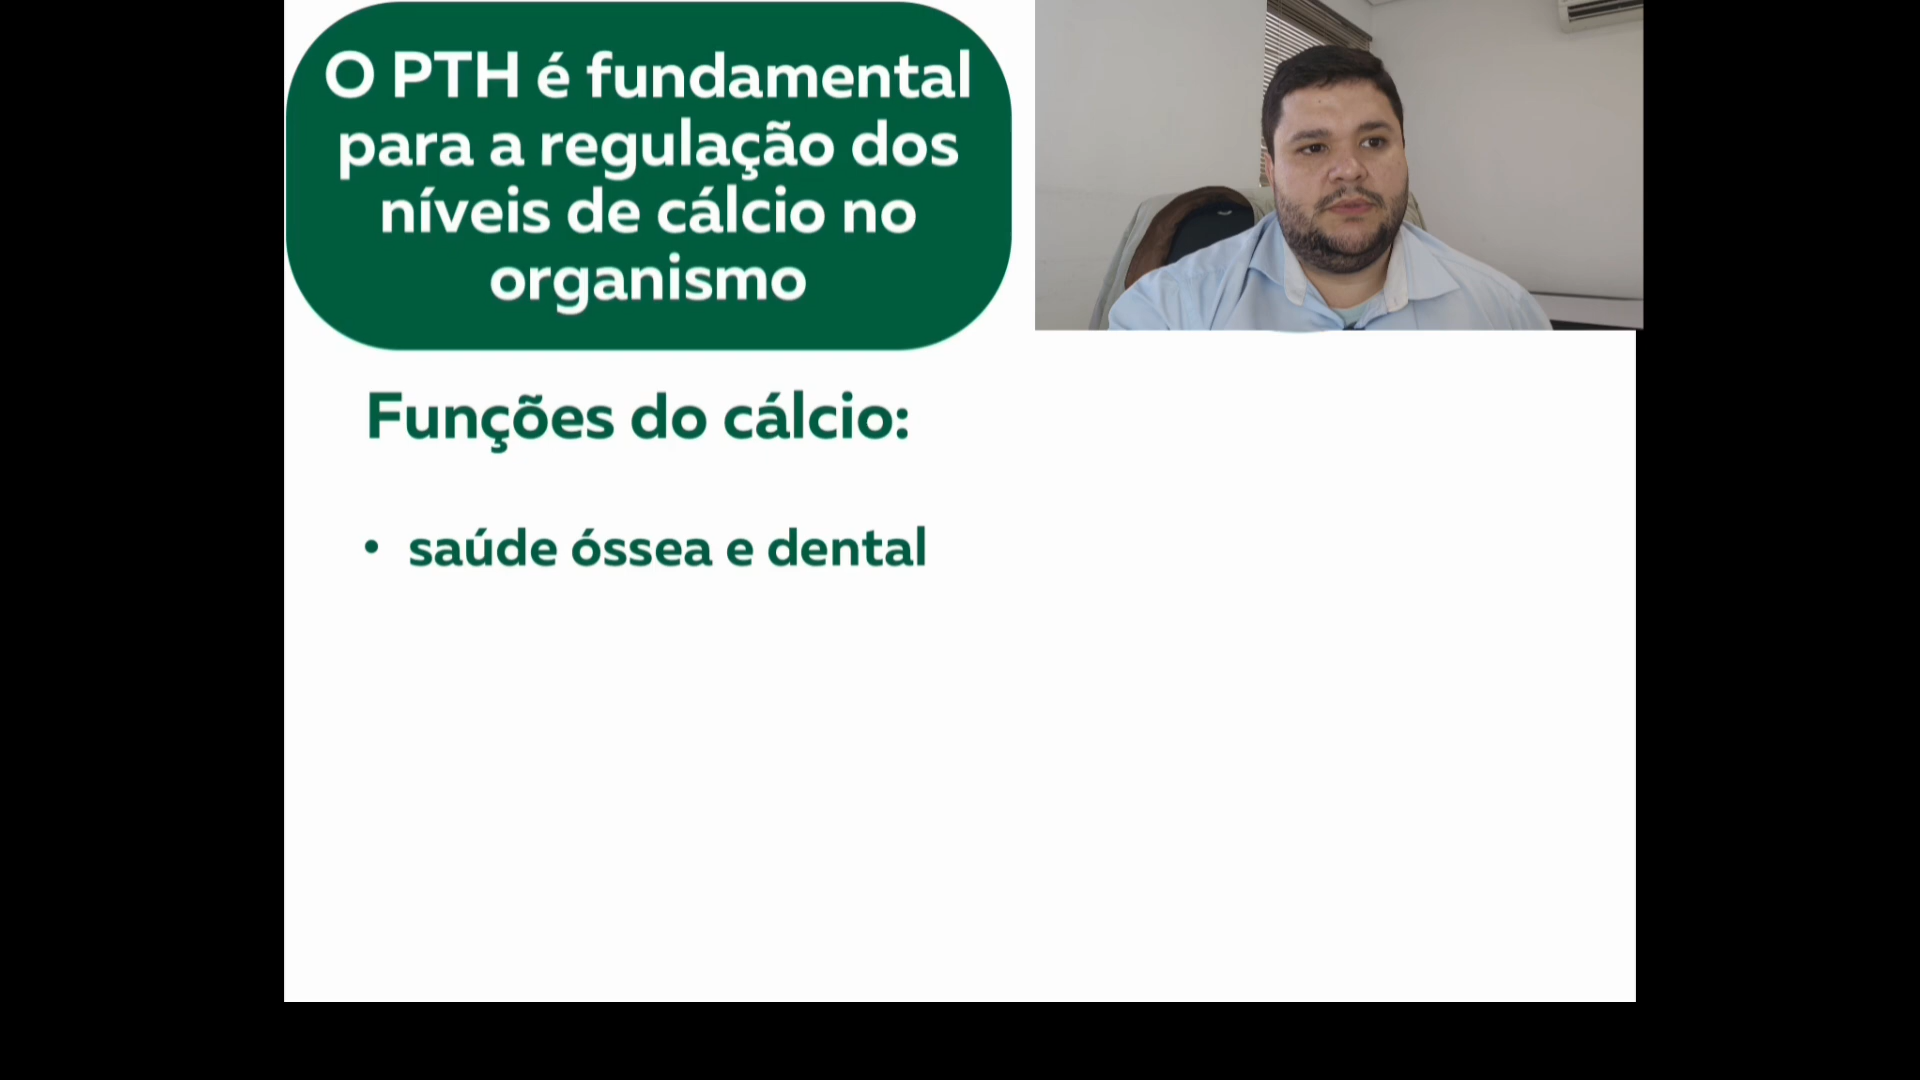 O PTH é fundamental
para a regulação dos
níveis de cálcio no
organismo
Funções do cálcio:
• saúde óssea e dental